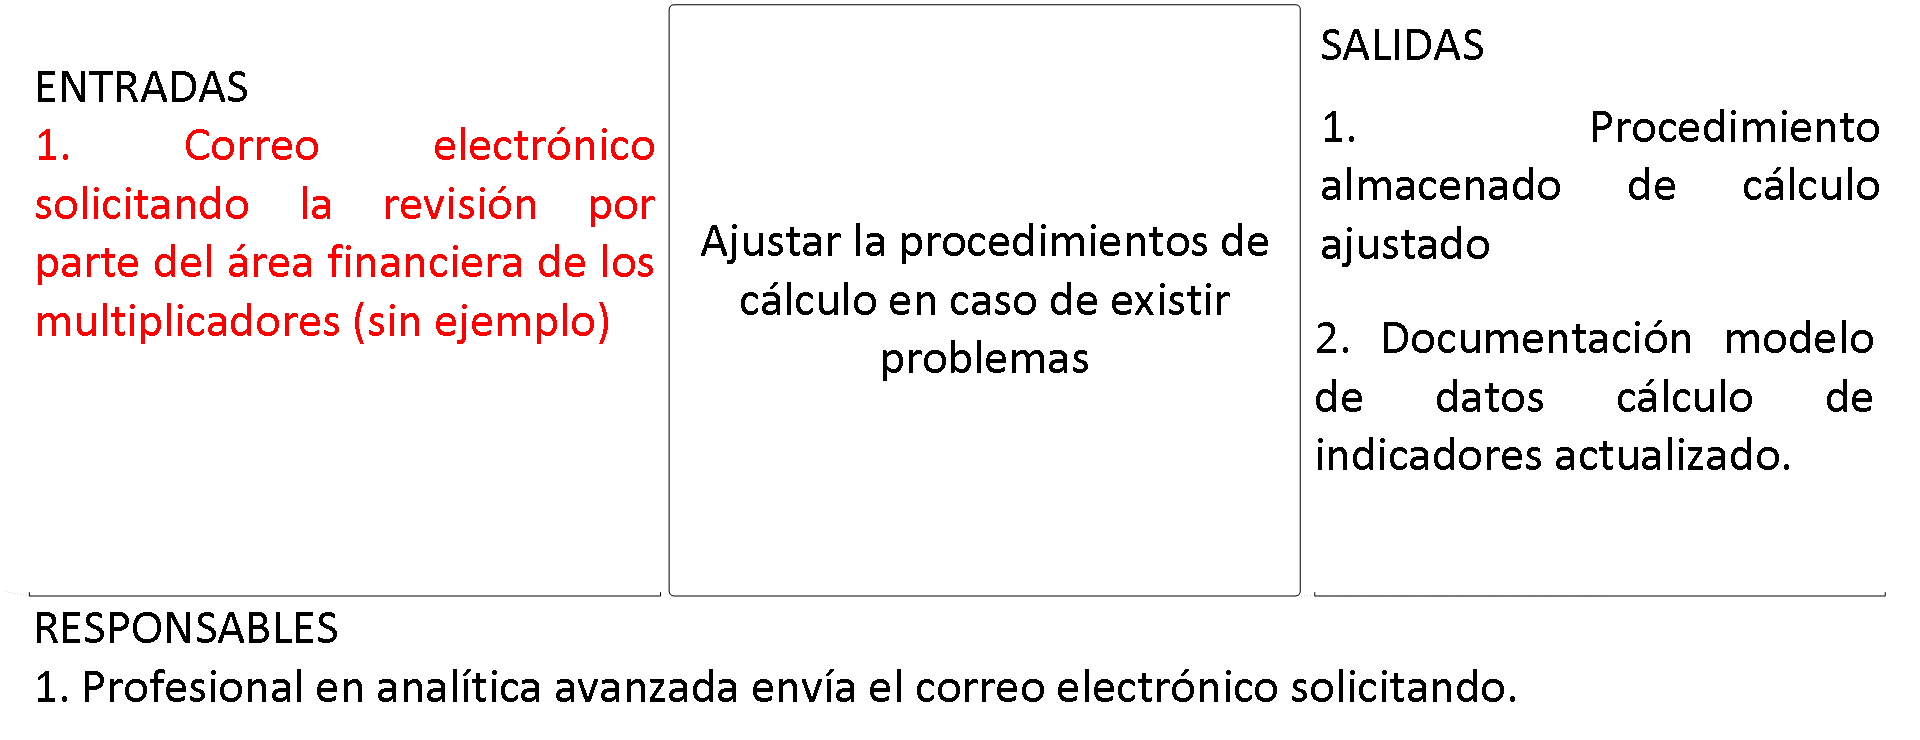 ENTRADAS
1. Correo electrónico
solicitando la revisión por
parte del área financiera de los
multiplicadores (sin ejemplo)
Ajustar la procedimientos de
cálculo en caso de existir
problemas
SALIDAS
1. Procedimiento
almacenado de cálculo
ajustado
2. Documentación modelo
de datos cálculo de
indicadores actualizado.
RESPONSABLES
1. Profesional en analítica avanzada envía el correo electrónico solicitando.